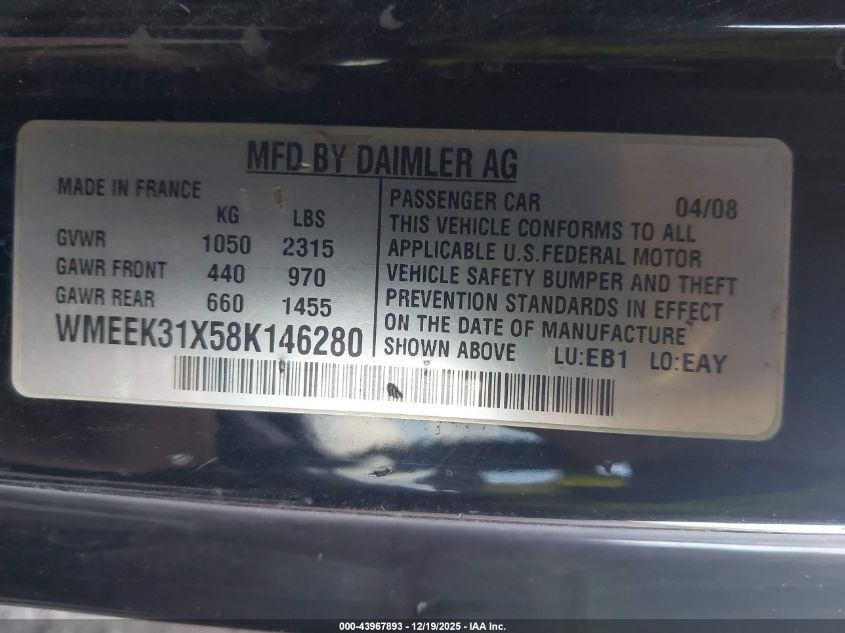 MFD BY DAIMLER AG
MADE IN FRANCE
KG LBS
GVWR 1050 2315
GAWR FRONT 440 970
GAWR REAR 660 1455
WMEEK31X58K146280
PASSENGER CAR 04/08
THIS VEHICLE CONFORMS TO ALL
APPLICABLE U.S.FEDERAL MOTOR
VEHICLE SAFETY BUMPER AND THEFT
PREVENTION STANDARDS IN EFFECT
ON THE DATE OF MANUFACTURE
SHOWN ABOVE LU:EB1 LO:EAY
000-43967893 | 12/19/2025 - IAA Inc.